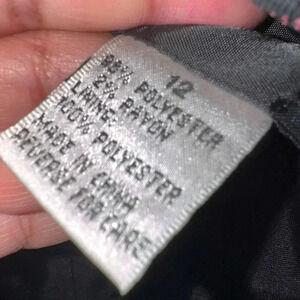 12
98% POLYESTER
2% RAYON
LINING:
100% POLYESTER
MADE IN CHINA
REVERSE FOR CARE